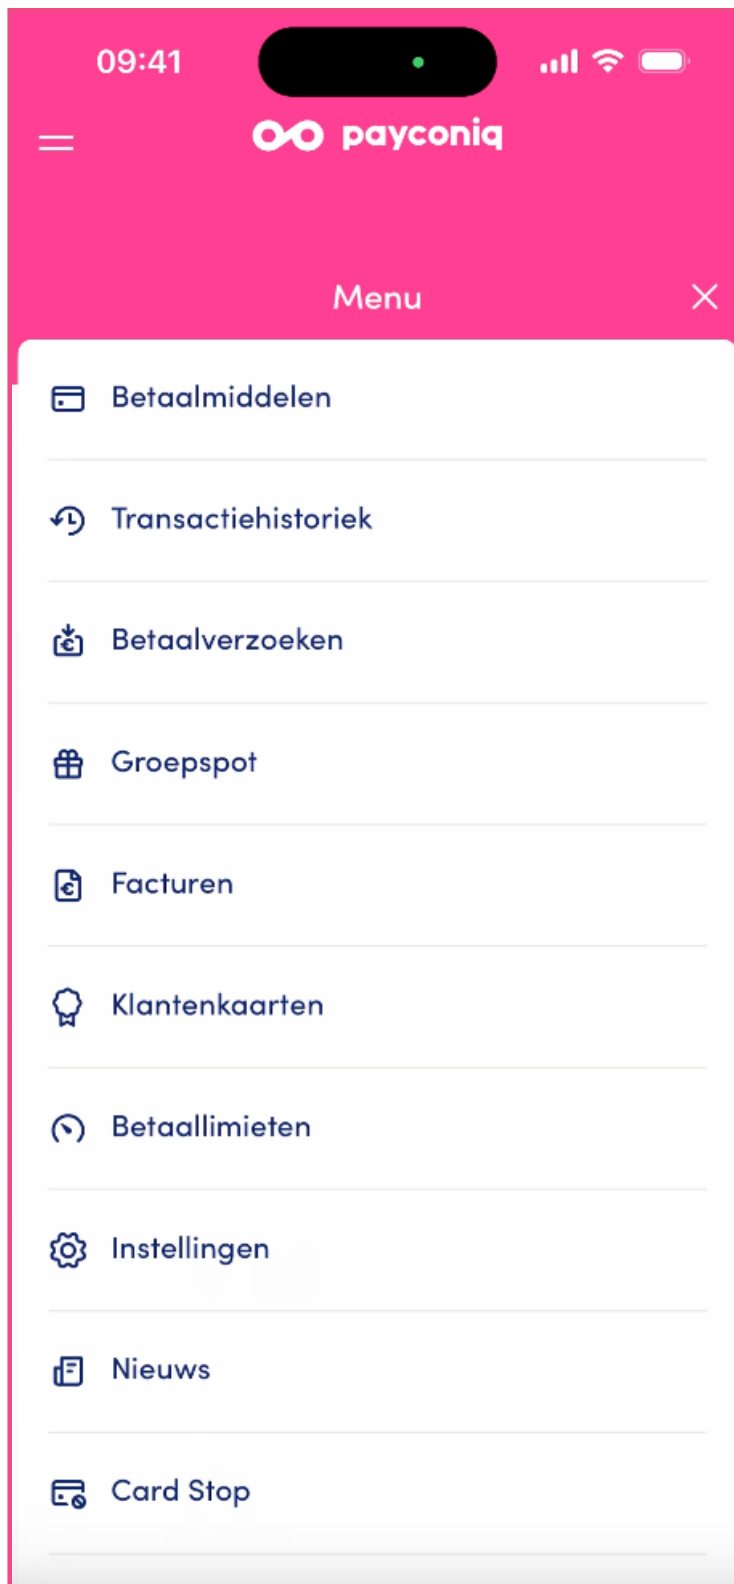 09:41
payconiq
Menu
Betaalmiddelen
Transactiehistoriek
Betaalverzoeken
Groepspot
Facturen
Klantenkaarten
Betaallimieten
Instellingen
Nieuws
Card Stop